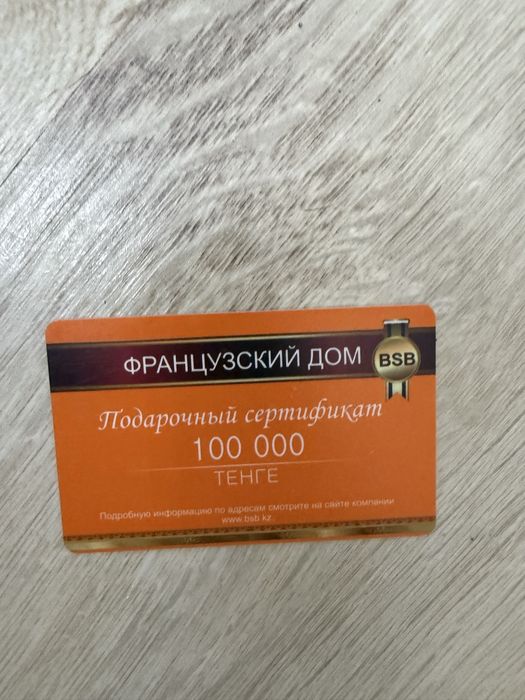 ФРАНЦУЗСКИЙ ДОМ
BSB
Подарочный сертификат
100 000
ТЕНГЕ
Подробную информацию по адресам смотрите на сайте компании
www.bsb.kz